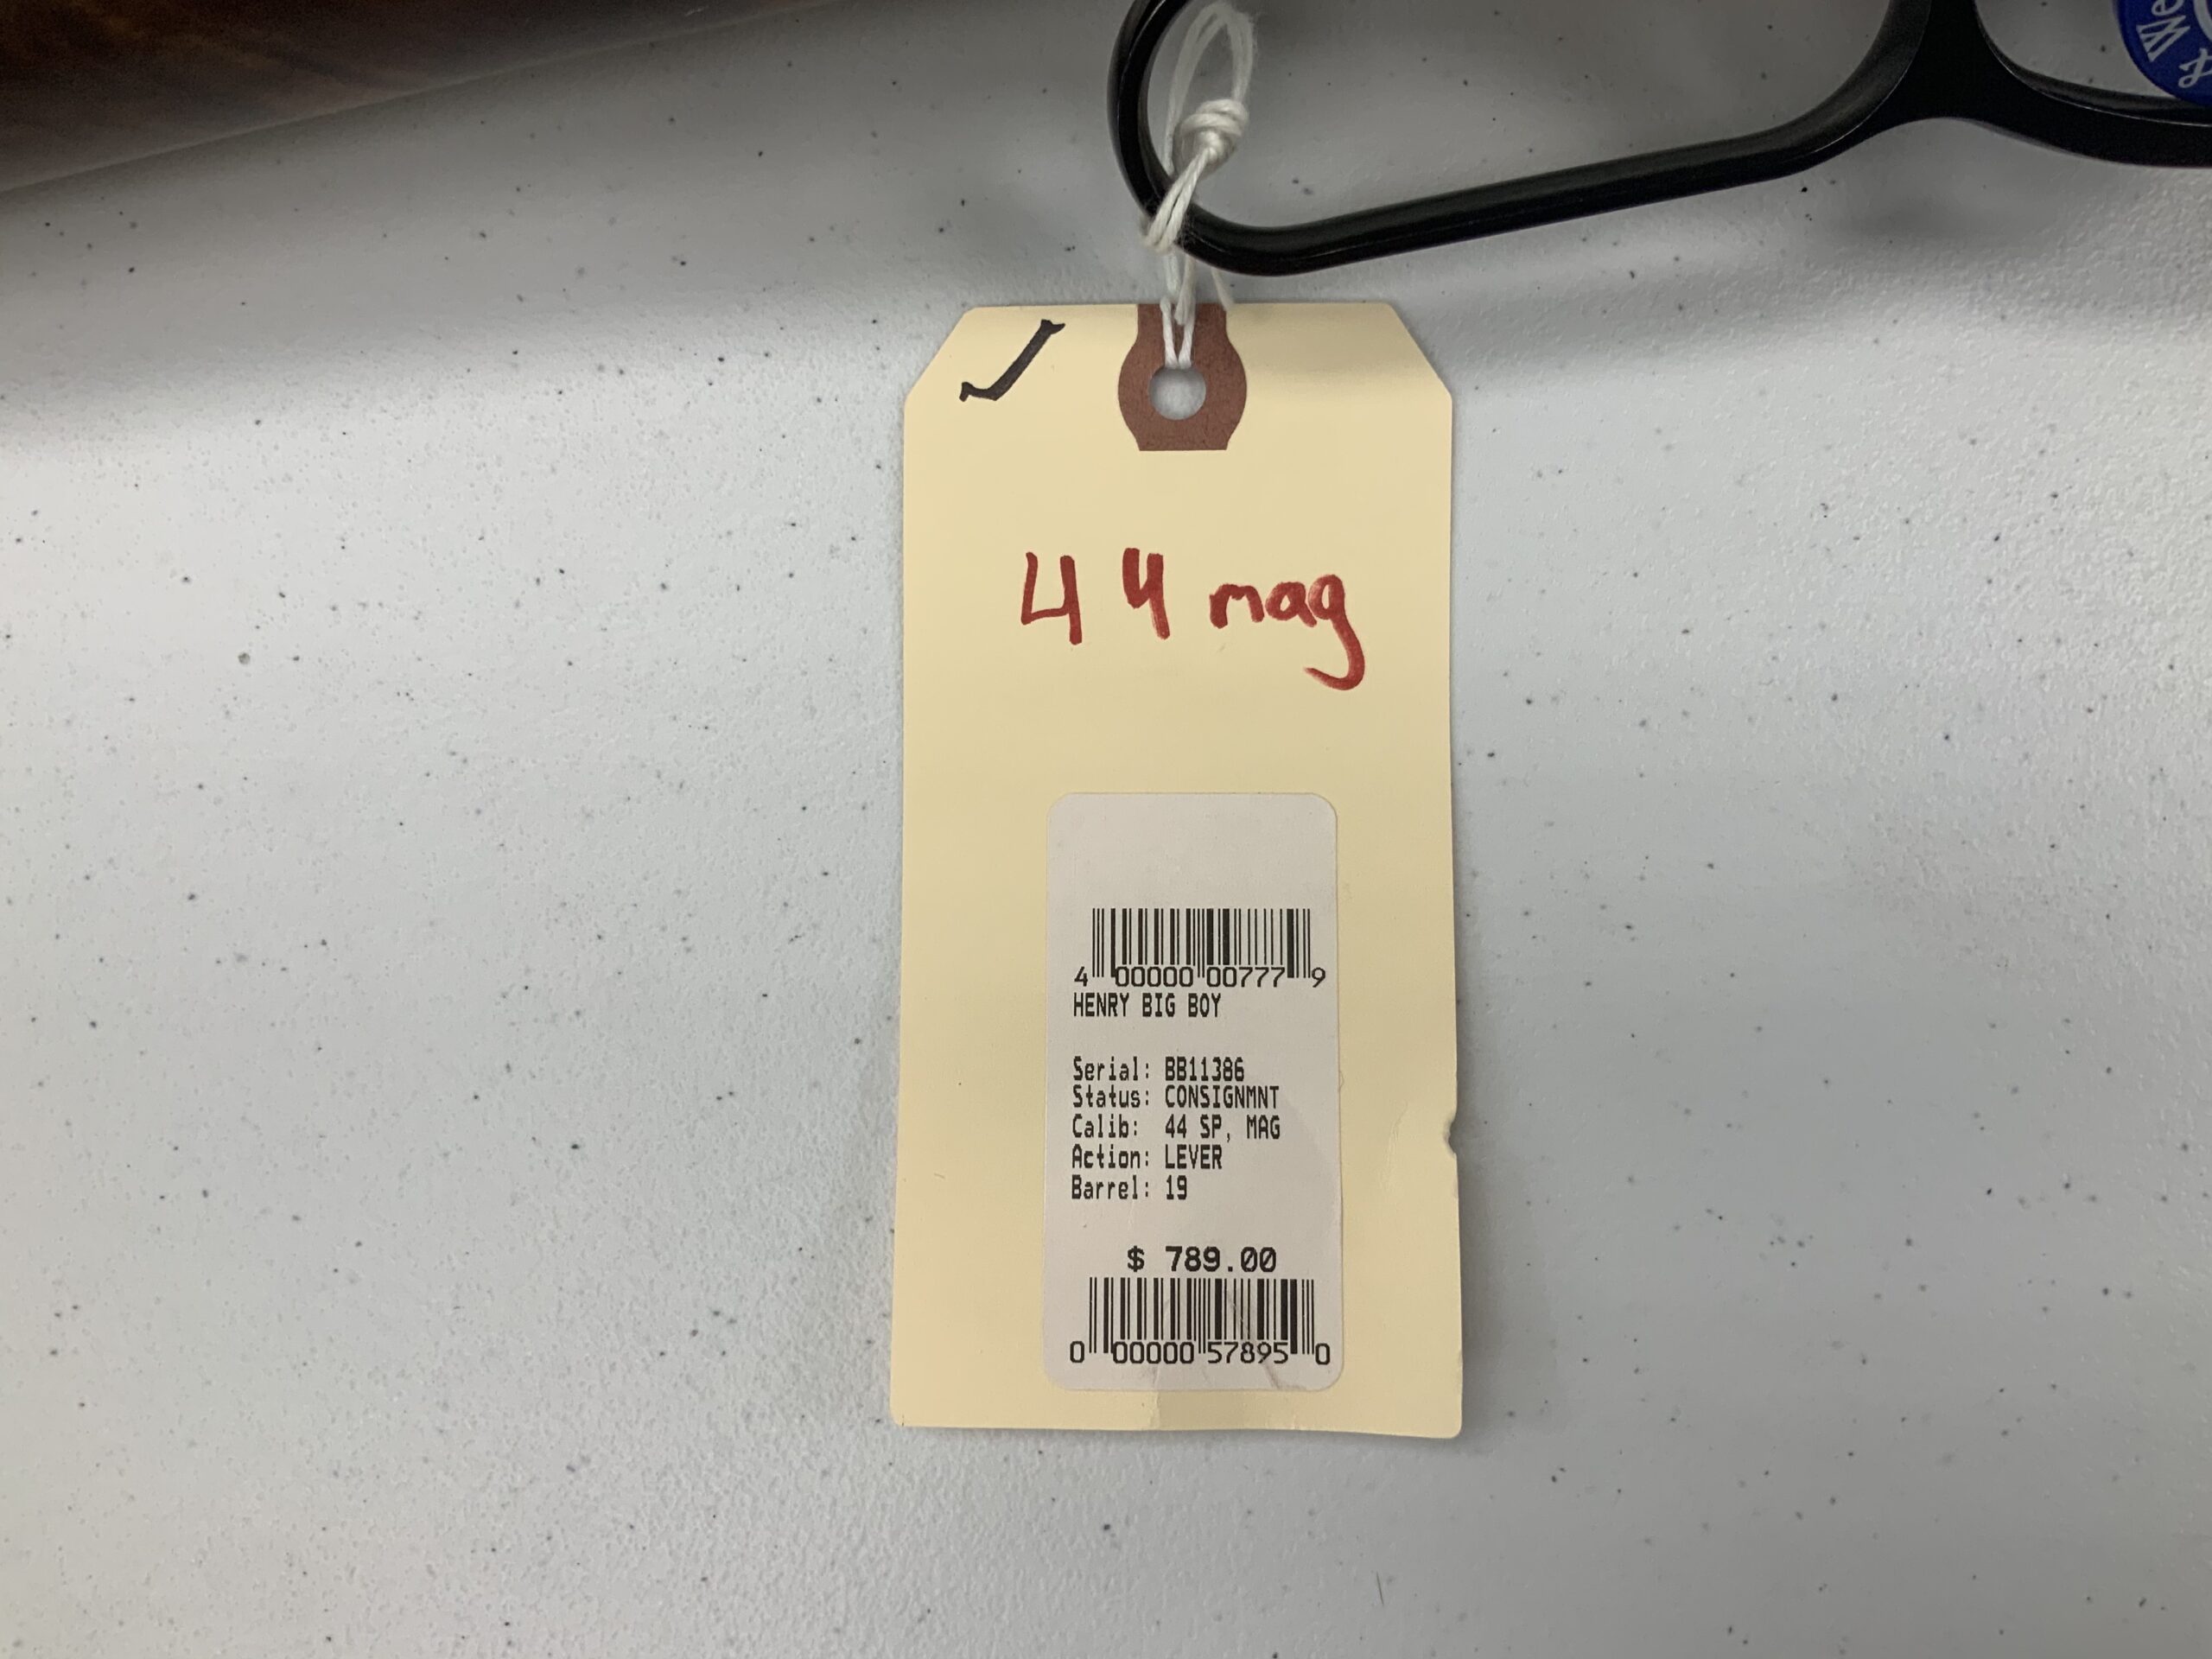 & We
J
44 mag
4 00000 00777 9
HENRY BIG BOY
Serial: BB11386
Status: CONSIGNMNT
Calib: 44 SP, MAG
Action: LEVER
Barrel: 19
$ 789.00
0 00000 57895 0